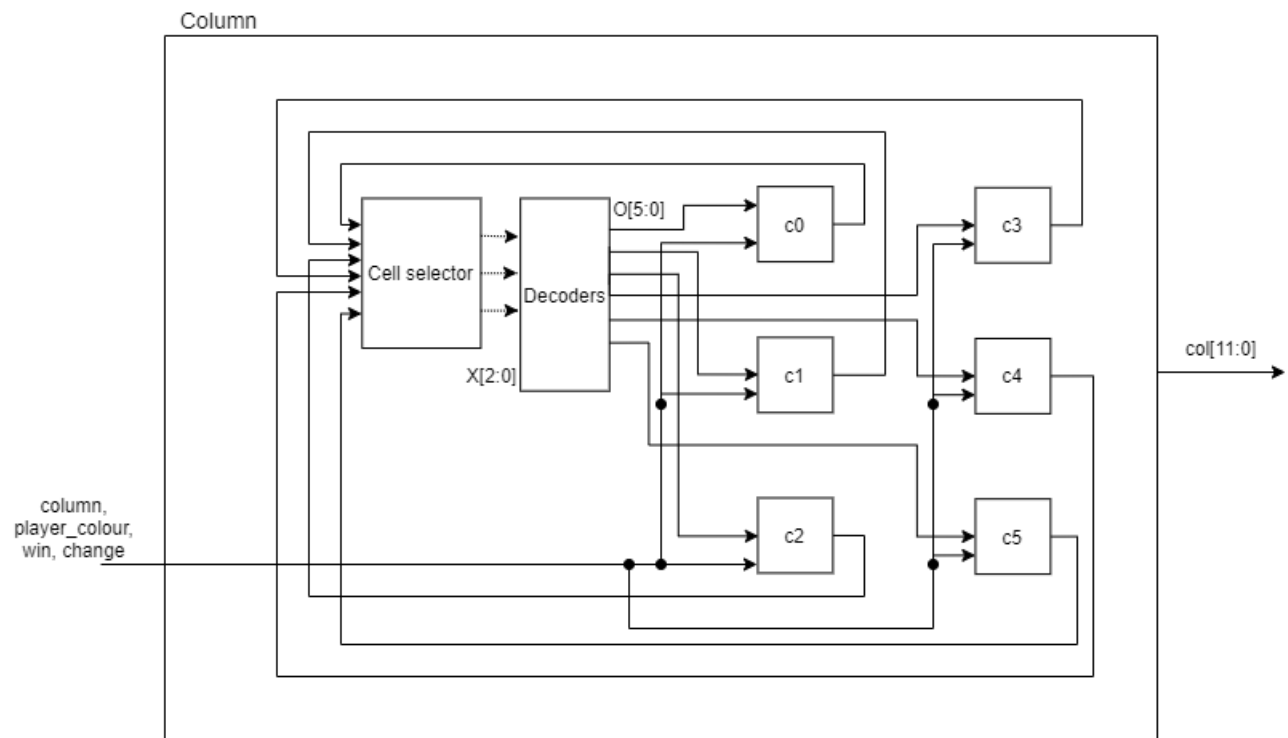 Column
O[5:0]
c0
c3
Cell selector
Decoders
X[2:0]
c1
c4
col[11:0]
column,
player_colour,
win, change
c2
c5